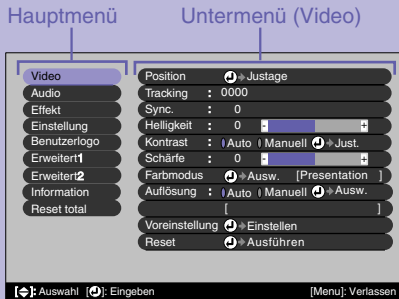 Hauptmenü
Untermenü (Video)
Video
Audio
Effekt
Einstellung
Benutzerlogo
Erweitert1
Erweitert2
Information
Reset total
Position Justage
Tracking : 0000
Sync. : 0
Helligkeit : 0 - +
Kontrast : Auto Manuell Just.
Schärfe : 0 - +
Farbmodus Ausw. [Presentation ]
Auflösung : Auto Manuell Ausw.
[ ]
Voreinstellung Einstellen
Reset Ausführen
[ ]: Auswahl [ ]: Eingeben [Menu]: Verlassen